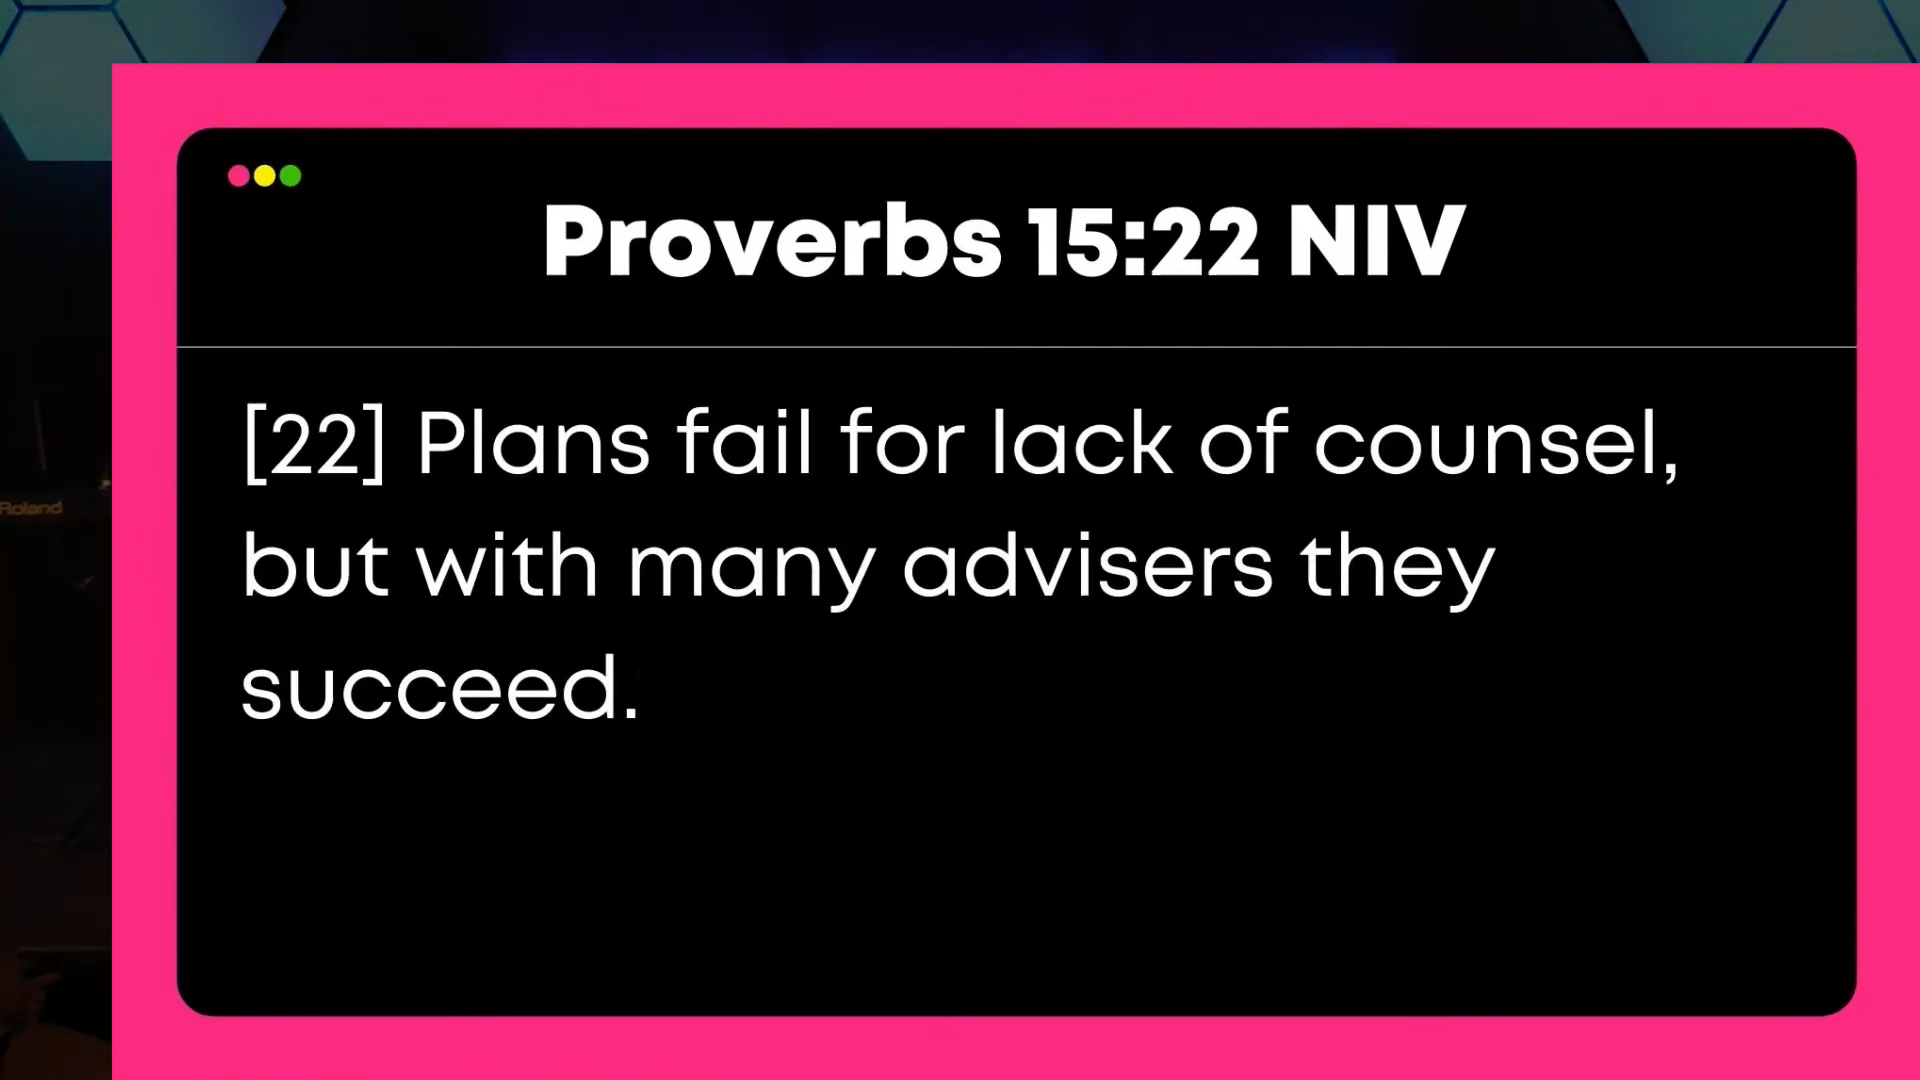 Proverbs 15:22 NIV
[22] Plans fail for lack of counsel,
but with many advisers they
succeed.
Roland